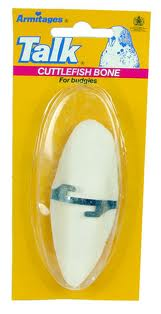 Armitages®
Talk
CUTTLEFISH BONE
For budgies